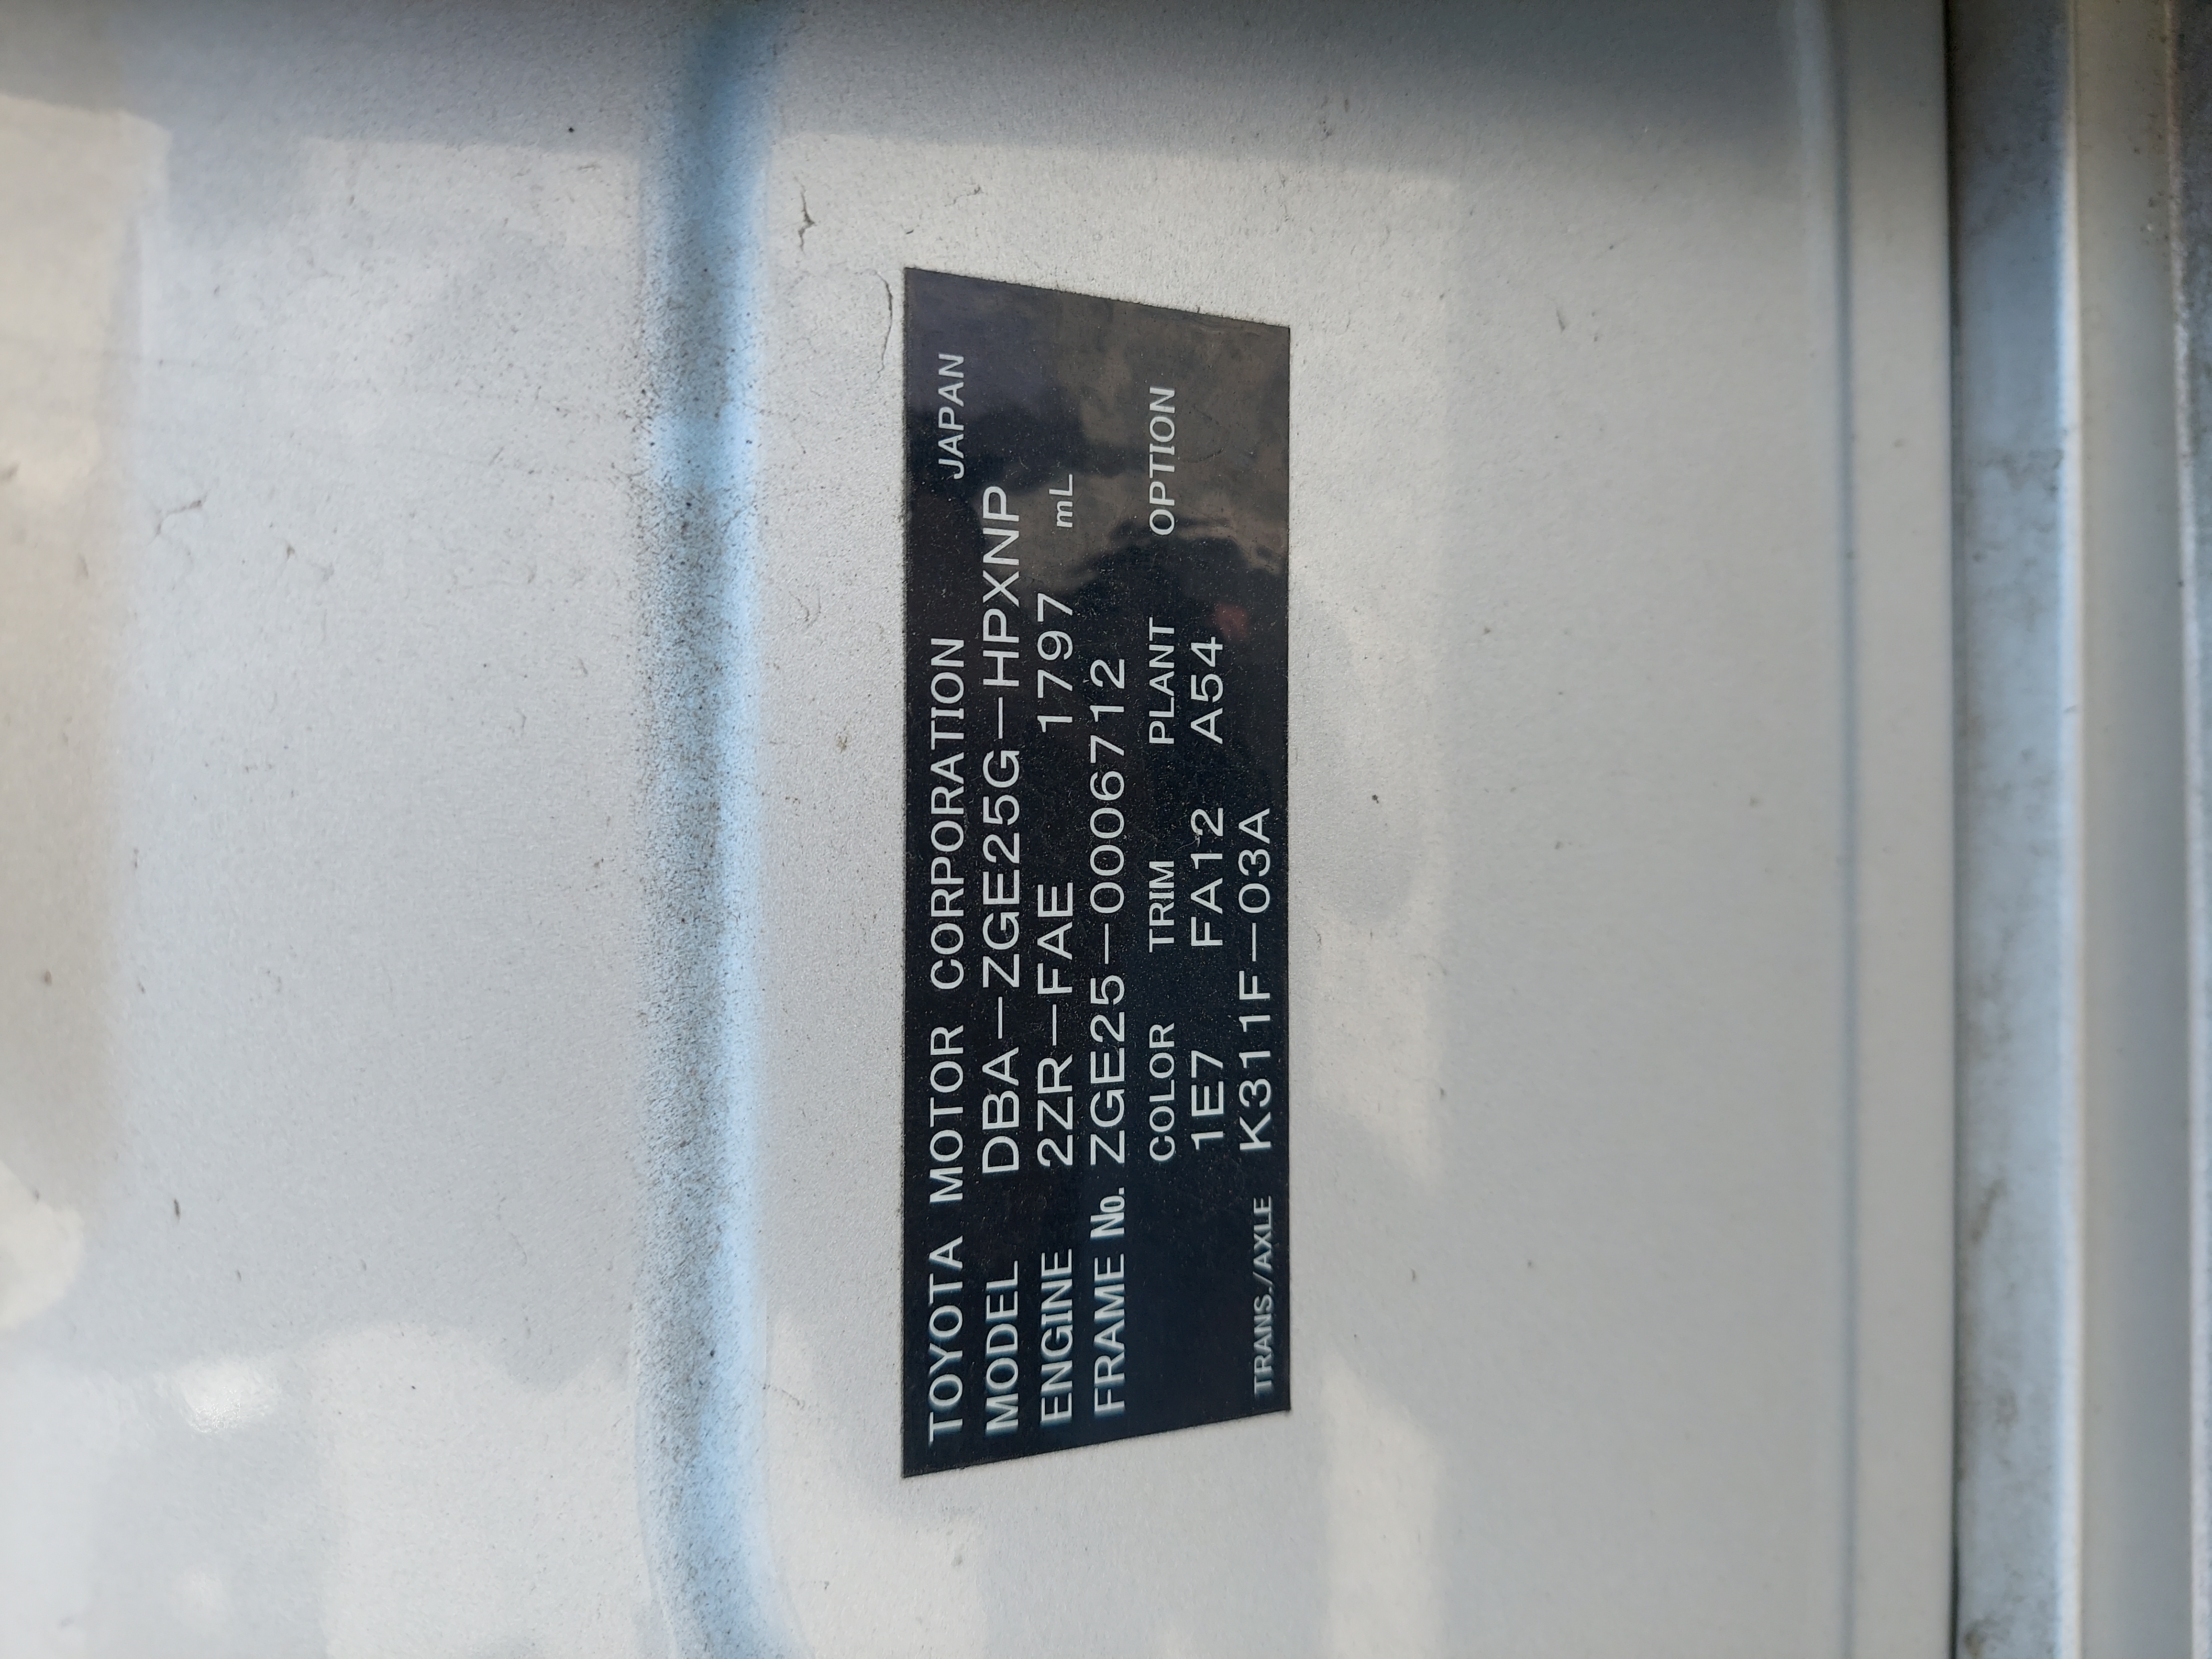 TOYOTA MOTOR CORPORATION JAPAN
MODEL DBA-ZGE25G-HPXNP
ENGINE 2ZR-FAE 1797 mL
FRAME No. ZGE25-0006712
COLOR TRIM PLANT OPTION
1E7 FA12 A54
TRANS./AXLE K311F-03A